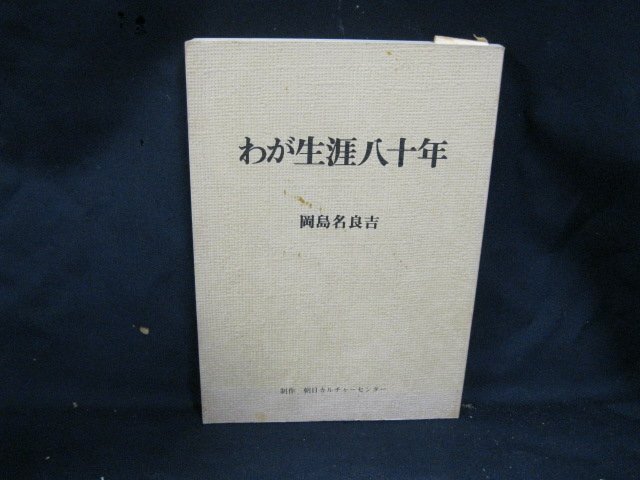 わが生涯八十年
岡島名良吉
制作 朝日カルチャーセンター